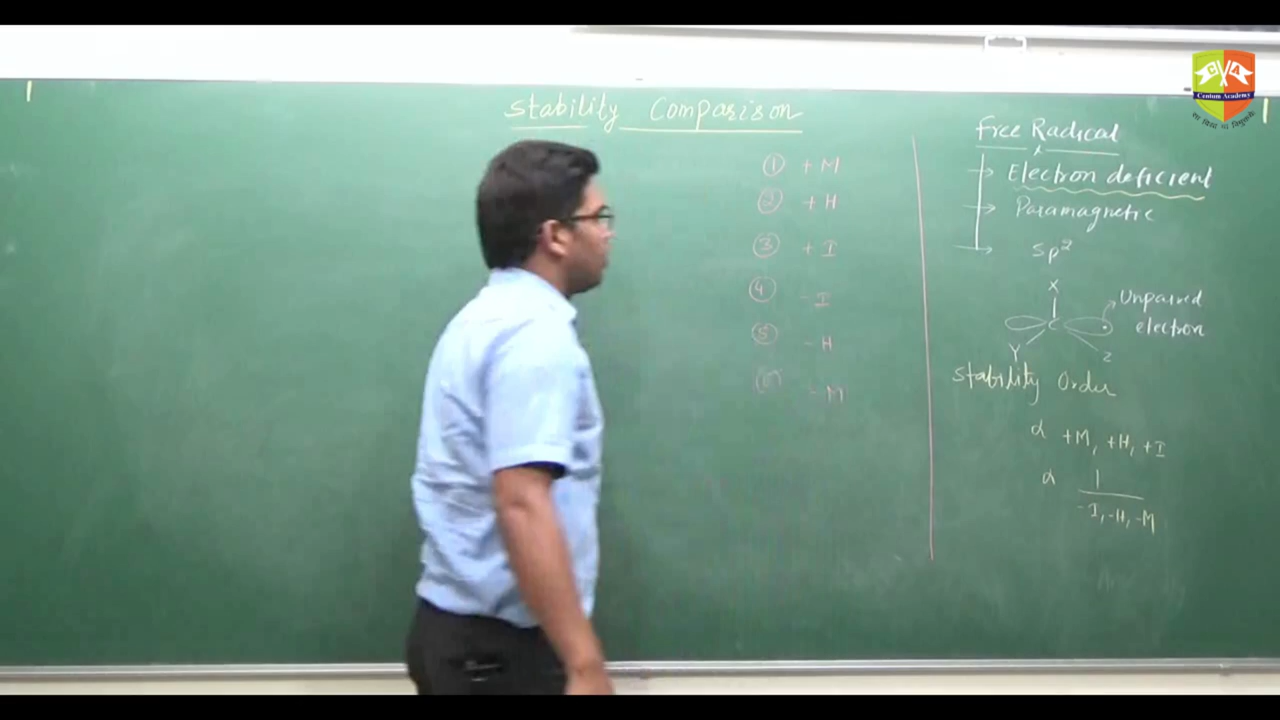 Stability Comparison
① + M
② + H
③ + I
④ - I
⑤ - H
⑥ - M
Free Radical
→ Electron deficient
→ Paramagnetic
→ Sp²
X
C
Y
Z
Unpaired
electron
Stability Order
α +M, +H, +I
α 1
-I, -H, -M
Centum Academy